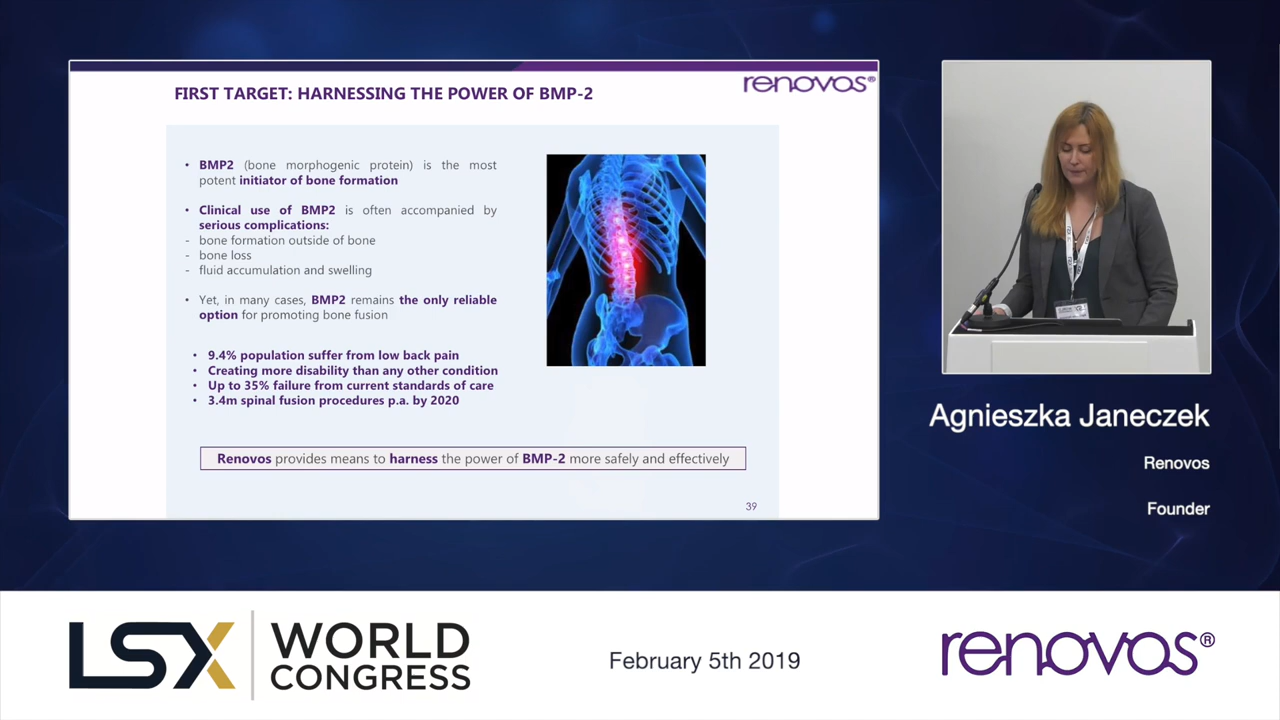 FIRST TARGET: HARNESSING THE POWER OF BMP-2
renovos®
• BMP2 (bone morphogenic protein) is the most
potent initiator of bone formation
• Clinical use of BMP2 is often accompanied by
serious complications:
- bone formation outside of bone
- bone loss
- fluid accumulation and swelling
• Yet, in many cases, BMP2 remains the only reliable
option for promoting bone fusion
• 9.4% population suffer from low back pain
• Creating more disability than any other condition
• Up to 35% failure from current standards of care
• 3.4m spinal fusion procedures p.a. by 2020
Renovos provides means to harness the power of BMP-2 more safely and effectively
39
Agnieszka Janeczek
Renovos
Founder
LSX
WORLD
CONGRESS
February 5th 2019
renovos®